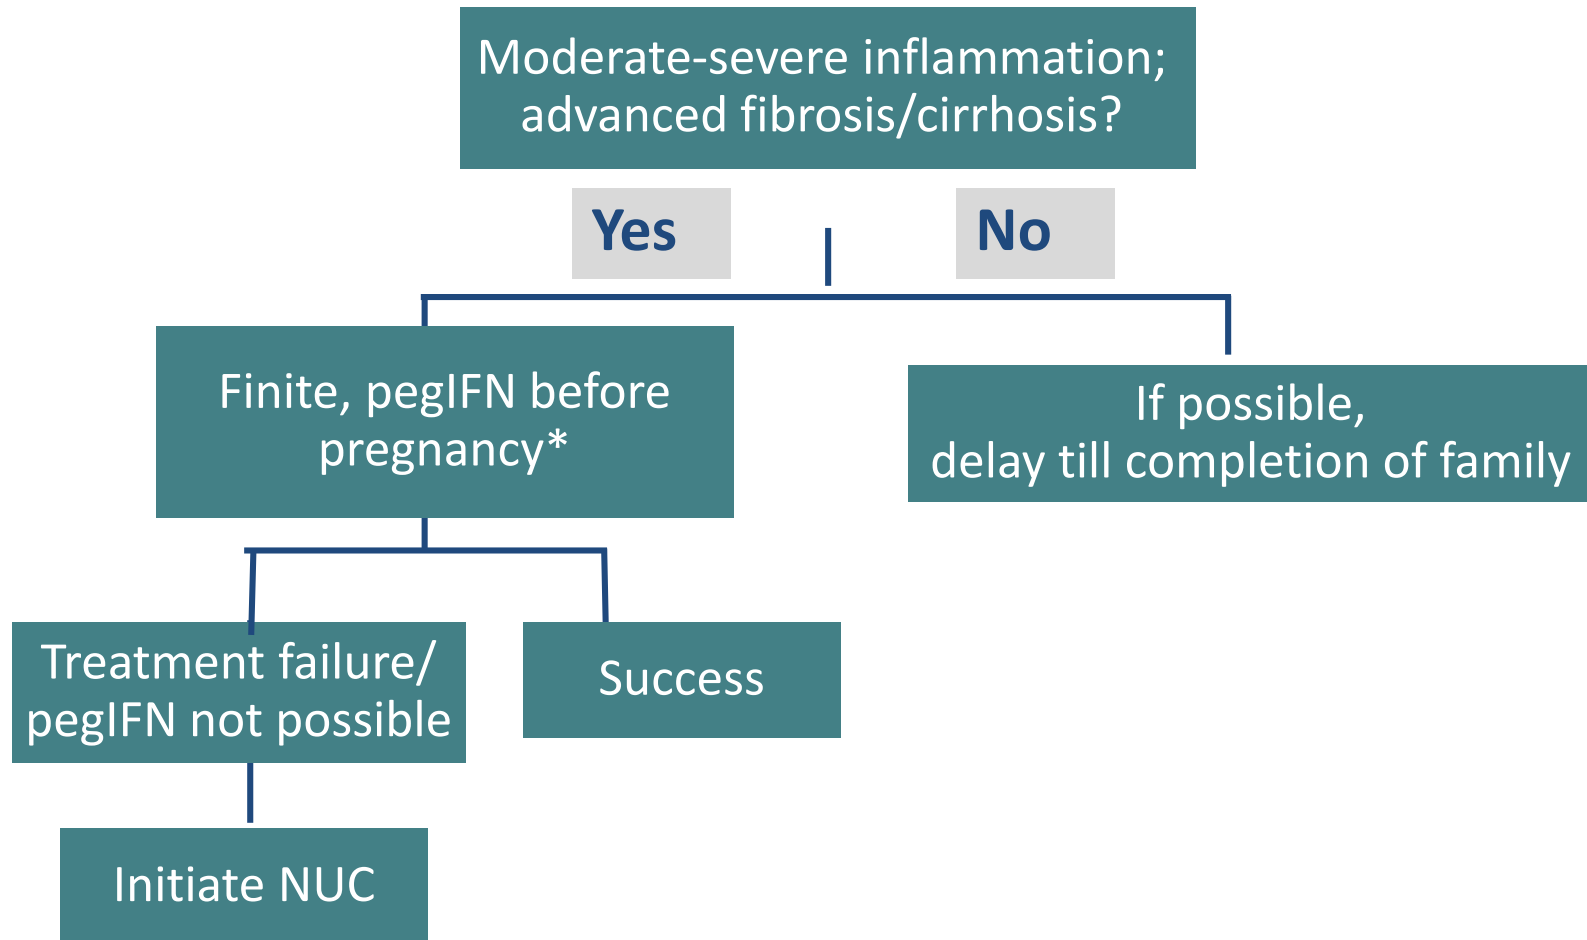 Moderate-severe inflammation;
advanced fibrosis/cirrhosis?
Yes
No
Finite, pegIFN before
pregnancy*
If possible,
delay till completion of family
Treatment failure/
pegIFN not possible
Success
Initiate NUC